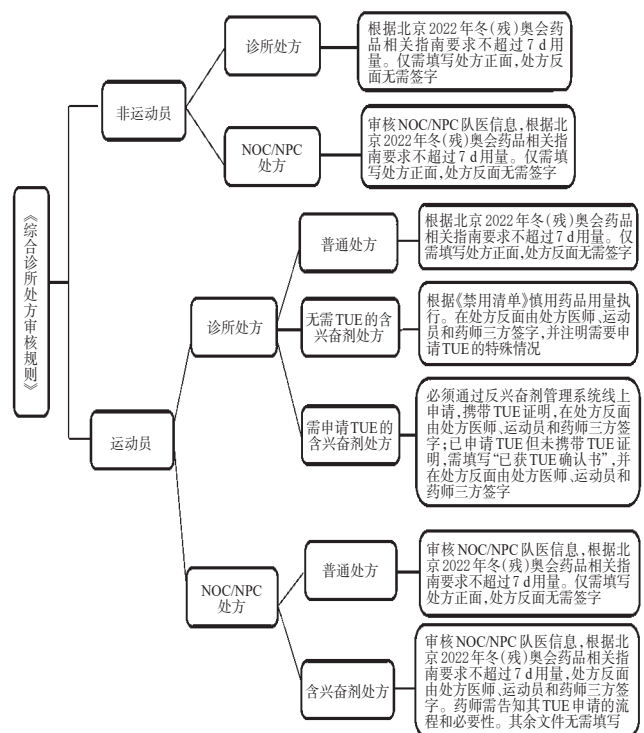 《综合诊所处方审核规则》
非运动员
诊所处方
根据北京2022年冬(残)奥会药
品相关指南要求不超过7 d用
量。仅需填写处方正面,处方反
面无需签字
NOC/NPC
处方
审核NOC/NPC队医信息,根据北
京2022年冬(残)奥会药品相关指
南要求不超过7 d用量。仅需填
写处方正面,处方反面无需签字
运动员
诊所处方
普通处方
根据北京2022年冬(残)奥会药品
相关指南要求不超过7 d用量。仅
需填写处方正面,处方反面无需签字
无需TUE的含
兴奋剂处方
根据《禁用清单》慎用药品用量执
行。在处方反面由处方医师、运动
员和药师三方签字,并注明需要申
请TUE的特殊情况
需申请TUE的
含兴奋剂处方
必须通过反兴奋剂管理系统线上
申请,携带TUE证明,在处方反面
由处方医师、运动员和药师三方签
字;已申请TUE但未携带TUE证
明,需填写“已获TUE确认书”,并
在处方反面由处方医师、运动员和
药师三方签字
NOC/NPC
处方
普通处方
审核NOC/NPC队医信息,根据北
京2022年冬(残)奥会药品相关指
南要求不超过7 d用量。仅需填写
处方正面,处方反面无需签字
含兴奋剂处方
审核NOC/NPC队医信息,根据北
京2022年冬(残)奥会药品相关指
南要求不超过7 d用量,处方反面
由处方医师、运动员和药师三方签
字。药师需告知其TUE申请的流
程和必要性。其余文件无需填写